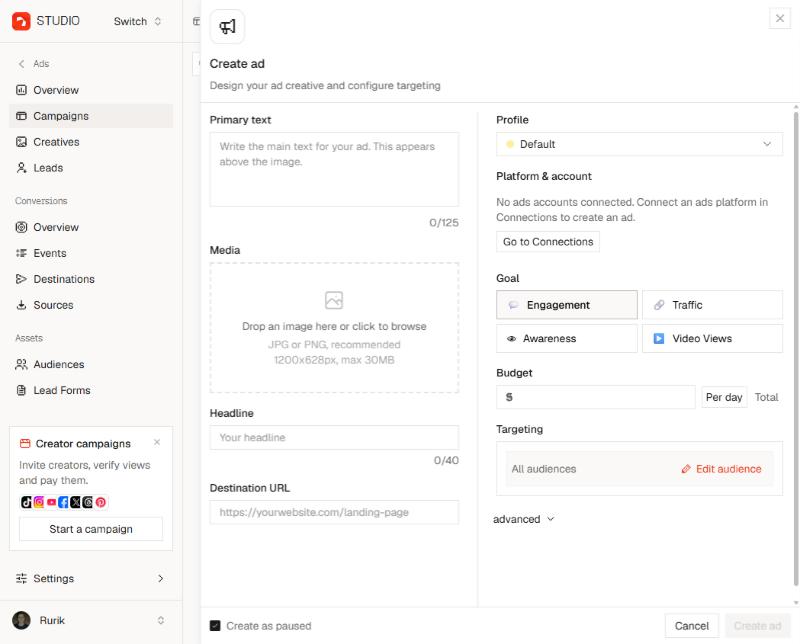 STUDIO
Switch
Ads
Overview
Campaigns
Creatives
Leads
Conversions
Overview
Events
Destinations
Sources
Assets
Audiences
Lead Forms
Creator campaigns
Invite creators, verify views
and pay them.
Start a campaign
Settings
Rurik
Create ad
Design your ad creative and configure targeting
Primary text
Write the main text for your ad. This appears
above the image.
0/125
Media
Drop an image here or click to browse
JPG or PNG, recommended
1200x628px, max 30MB
Headline
Your headline
0/40
Destination URL
https://yourwebsite.com/landing-page
Profile
Default
Platform & account
No ads accounts connected. Connect an ads platform in
Connections to create an ad.
Go to Connections
Goal
Engagement
Traffic
Awareness
Video Views
Budget
$
Per day
Total
Targeting
All audiences
Edit audience
advanced
Create as paused
Cancel
Create ad